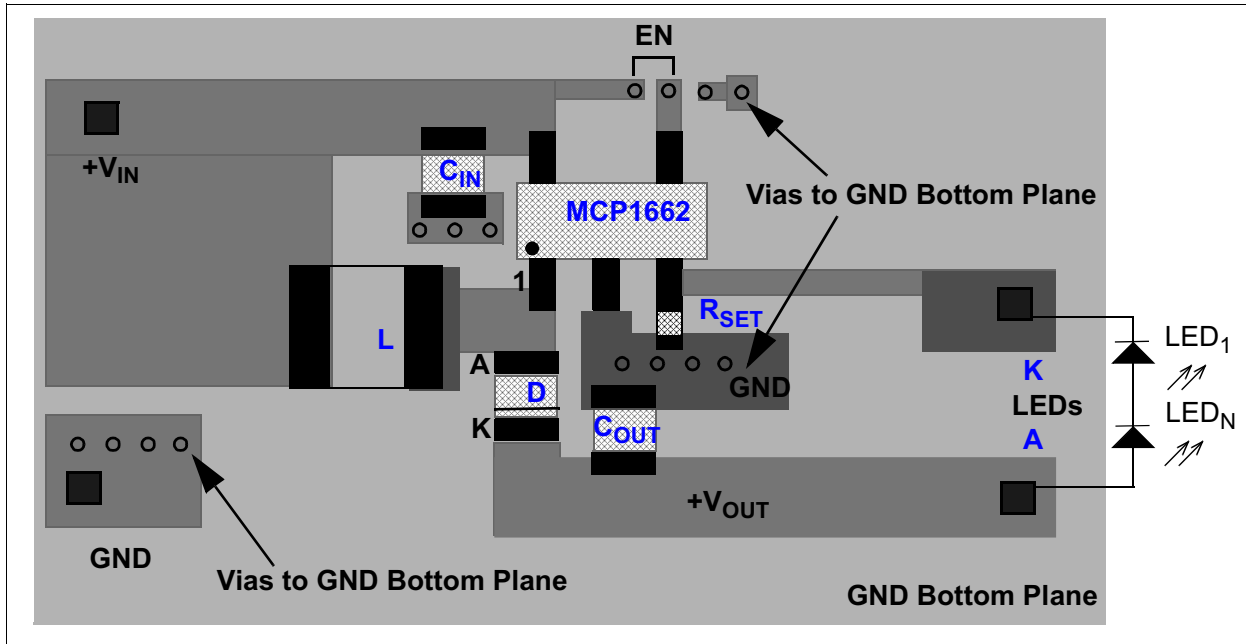 EN
+VIN
CIN
MCP1662
Vias to GND Bottom Plane
1
RSET
L
LED1
A
D
GND
K
LEDs
K
COUT
A
LEDN
+VOUT
GND
Vias to GND Bottom Plane
GND Bottom Plane